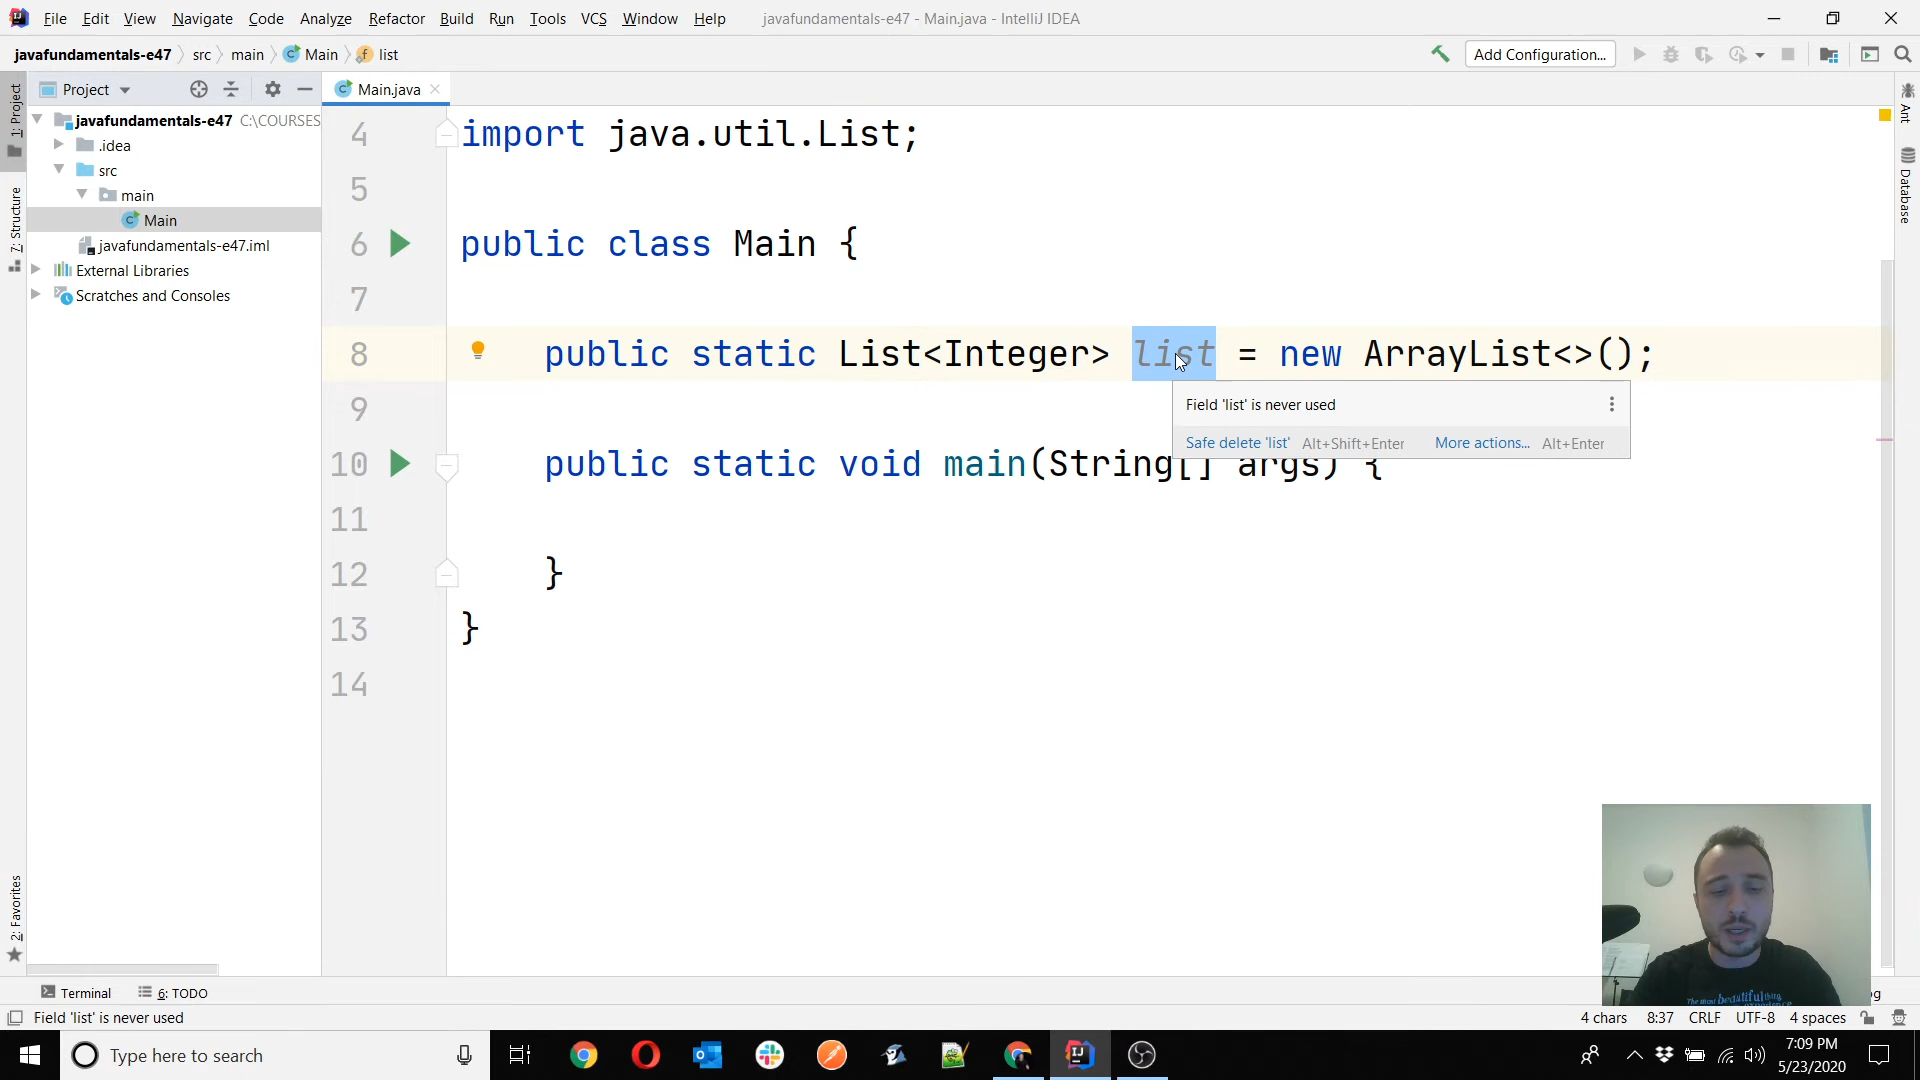 File Edit View Navigate Code Analyze Refactor Build Run Tools VCS Window Help javafundamentals-e47 - Main.java - IntelliJ IDEA
javafundamentals-e47 src main Main list Add Configuration...
1: Project
7: Structure
2: Favorites
Project
javafundamentals-e47 C:\COURSES
.idea
src
main
Main
javafundamentals-e47.iml
External Libraries
Scratches and Consoles
Main.java
4 import java.util.List;
5
6 public class Main {
7
8 public static List<Integer> list = new ArrayList<>();
Field 'list' is never used
Safe delete 'list' Alt+Shift+Enter More actions... Alt+Enter
9
10 public static void main(String[] args) {
11
12 }
13 }
14
Ant
Database
Terminal 6: TODO
Field 'list' is never used 4 chars 8:37 CRLF UTF-8 4 spaces
Type here to search
7:09 PM
5/23/2020